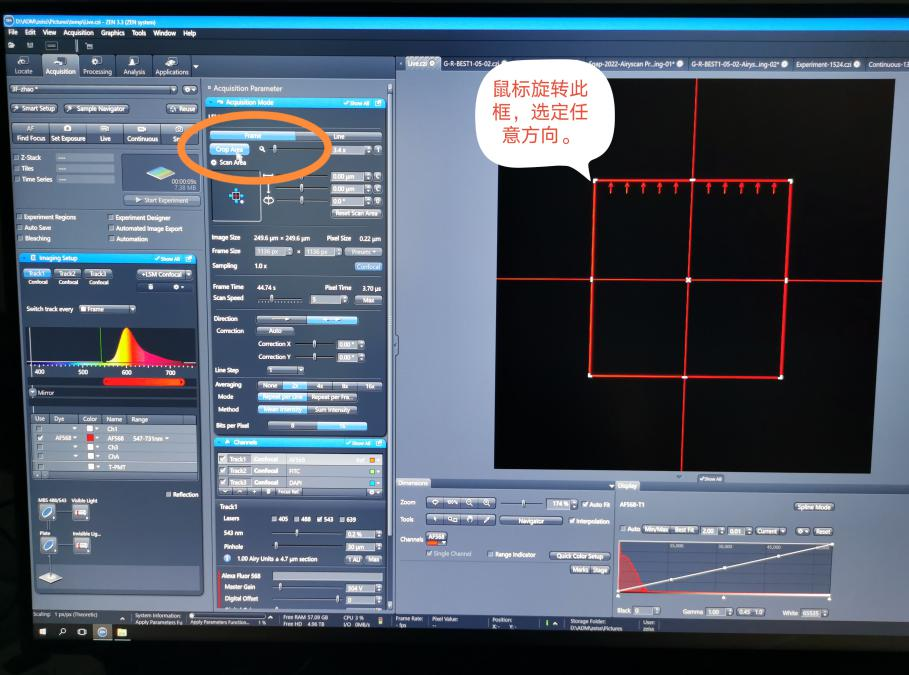 D:\ADM\zeiss\Pictures\temp\Live.czi - ZEN 3.3 (ZEN system)
File Edit View Acquisition Graphics Tools Window Help
Locate Acquisition Processing Analysis Applications
Live.czi G-R-BEST1-05-02.czi Snap-2022-Airyscan Pr...ing-01* G-R-BEST1-05-02-Airys...ing-02* Experiment-1524.czi Continuous-13
JF-zhao *
Smart Setup Sample Navigator Reuse
AF
Find Focus Set Exposure Live Continuous
Z-Stack ---
Tiles ---
Time Series ---
00:00:09s
7.38 MB
Start Experiment
Experiment Regions Experiment Designer
Auto Save Automated Image Export
Bleaching Automation
Imaging Setup Show All
Track1 Track2 Track3 +LSM Confocal
Confocal Confocal Confocal
Switch track every Frame
400 500 600 700
Mirror
Use Dye Color Name Range
Ch1
AF568 AF568 547-731nm
Ch3
ChA
T-PMT
Reflection
MBS 488/543 Visible Light
Plate Invisible Lig...
Acquisition Parameter
Acquisition Mode Show All
Frame Line
Crop Area 3.4 x
Scan Area
0.00 µm
0.00 µm
0.0 °
Reset Scan Area
Image Size 249.6 µm × 249.6 µm Pixel Size 0.22 µm
Frame Size 1136 px × 1136 px Presets
Sampling 1.0 x Confocal
Frame Time 44.74 s Pixel Time 3.70 µs
Scan Speed 5 Max
Direction
Correction Auto
Correction X 0.00 °
Correction Y 0.00 °
Line Step 1
Averaging None 2x 4x 8x 16x
Mode Repeat per Line Repeat per Fra...
Method Mean Intensity Sum Intensity
Bits per Pixel 8 16
Channels Show All
Track1 Confocal AF568 Ref.
Track2 Confocal FITC
Track3 Confocal DAPI
Focus Ref.
Track1
Lasers 405 488 543 639
543 nm 0.2 %
Pinhole 30 µm
1.00 Airy Units ≙ 4.7 µm section 1 AU Max
Alexa Fluor 568
Master Gain 804 V
Digital Offset 0
鼠标旋转此
框，选定任
意方向。
Show All
Dimensions
Zoom 100% 174 % Auto Fit
Tools Navigator Interpolation
Channels AF568
Single Channel Range Indicator Quick Color Setup
Marks Stage
Display
AF568-T1 Spline Mode
Auto Min/Max Best Fit 2.00 0.01 Current Reset
15,000 30,000 45,000
Black 0 Gamma 1.00 0.45 1.0 White 65535
Scaling: 1 px/px (Theoretic) System Information: Apply Parameters Fu Apply Parameters Function... 1 % Free RAM 57.09 GB Free HD 4.96 TB CPU 3 % I/O 0MB/s Frame Rate: - fps Pixel Value: -- Position: X:- Y:- Storage Folder: D:\ADM\zeiss\Pictures User: zeiss